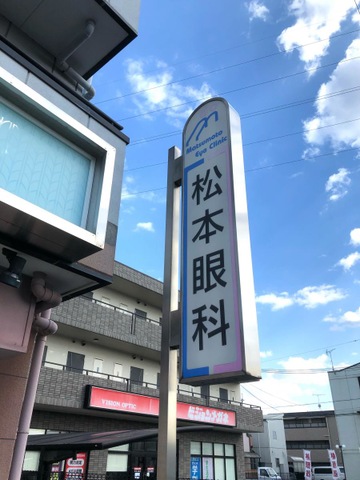 Matsumoto
Eye Clinic
松本眼科
VISION OPTIC